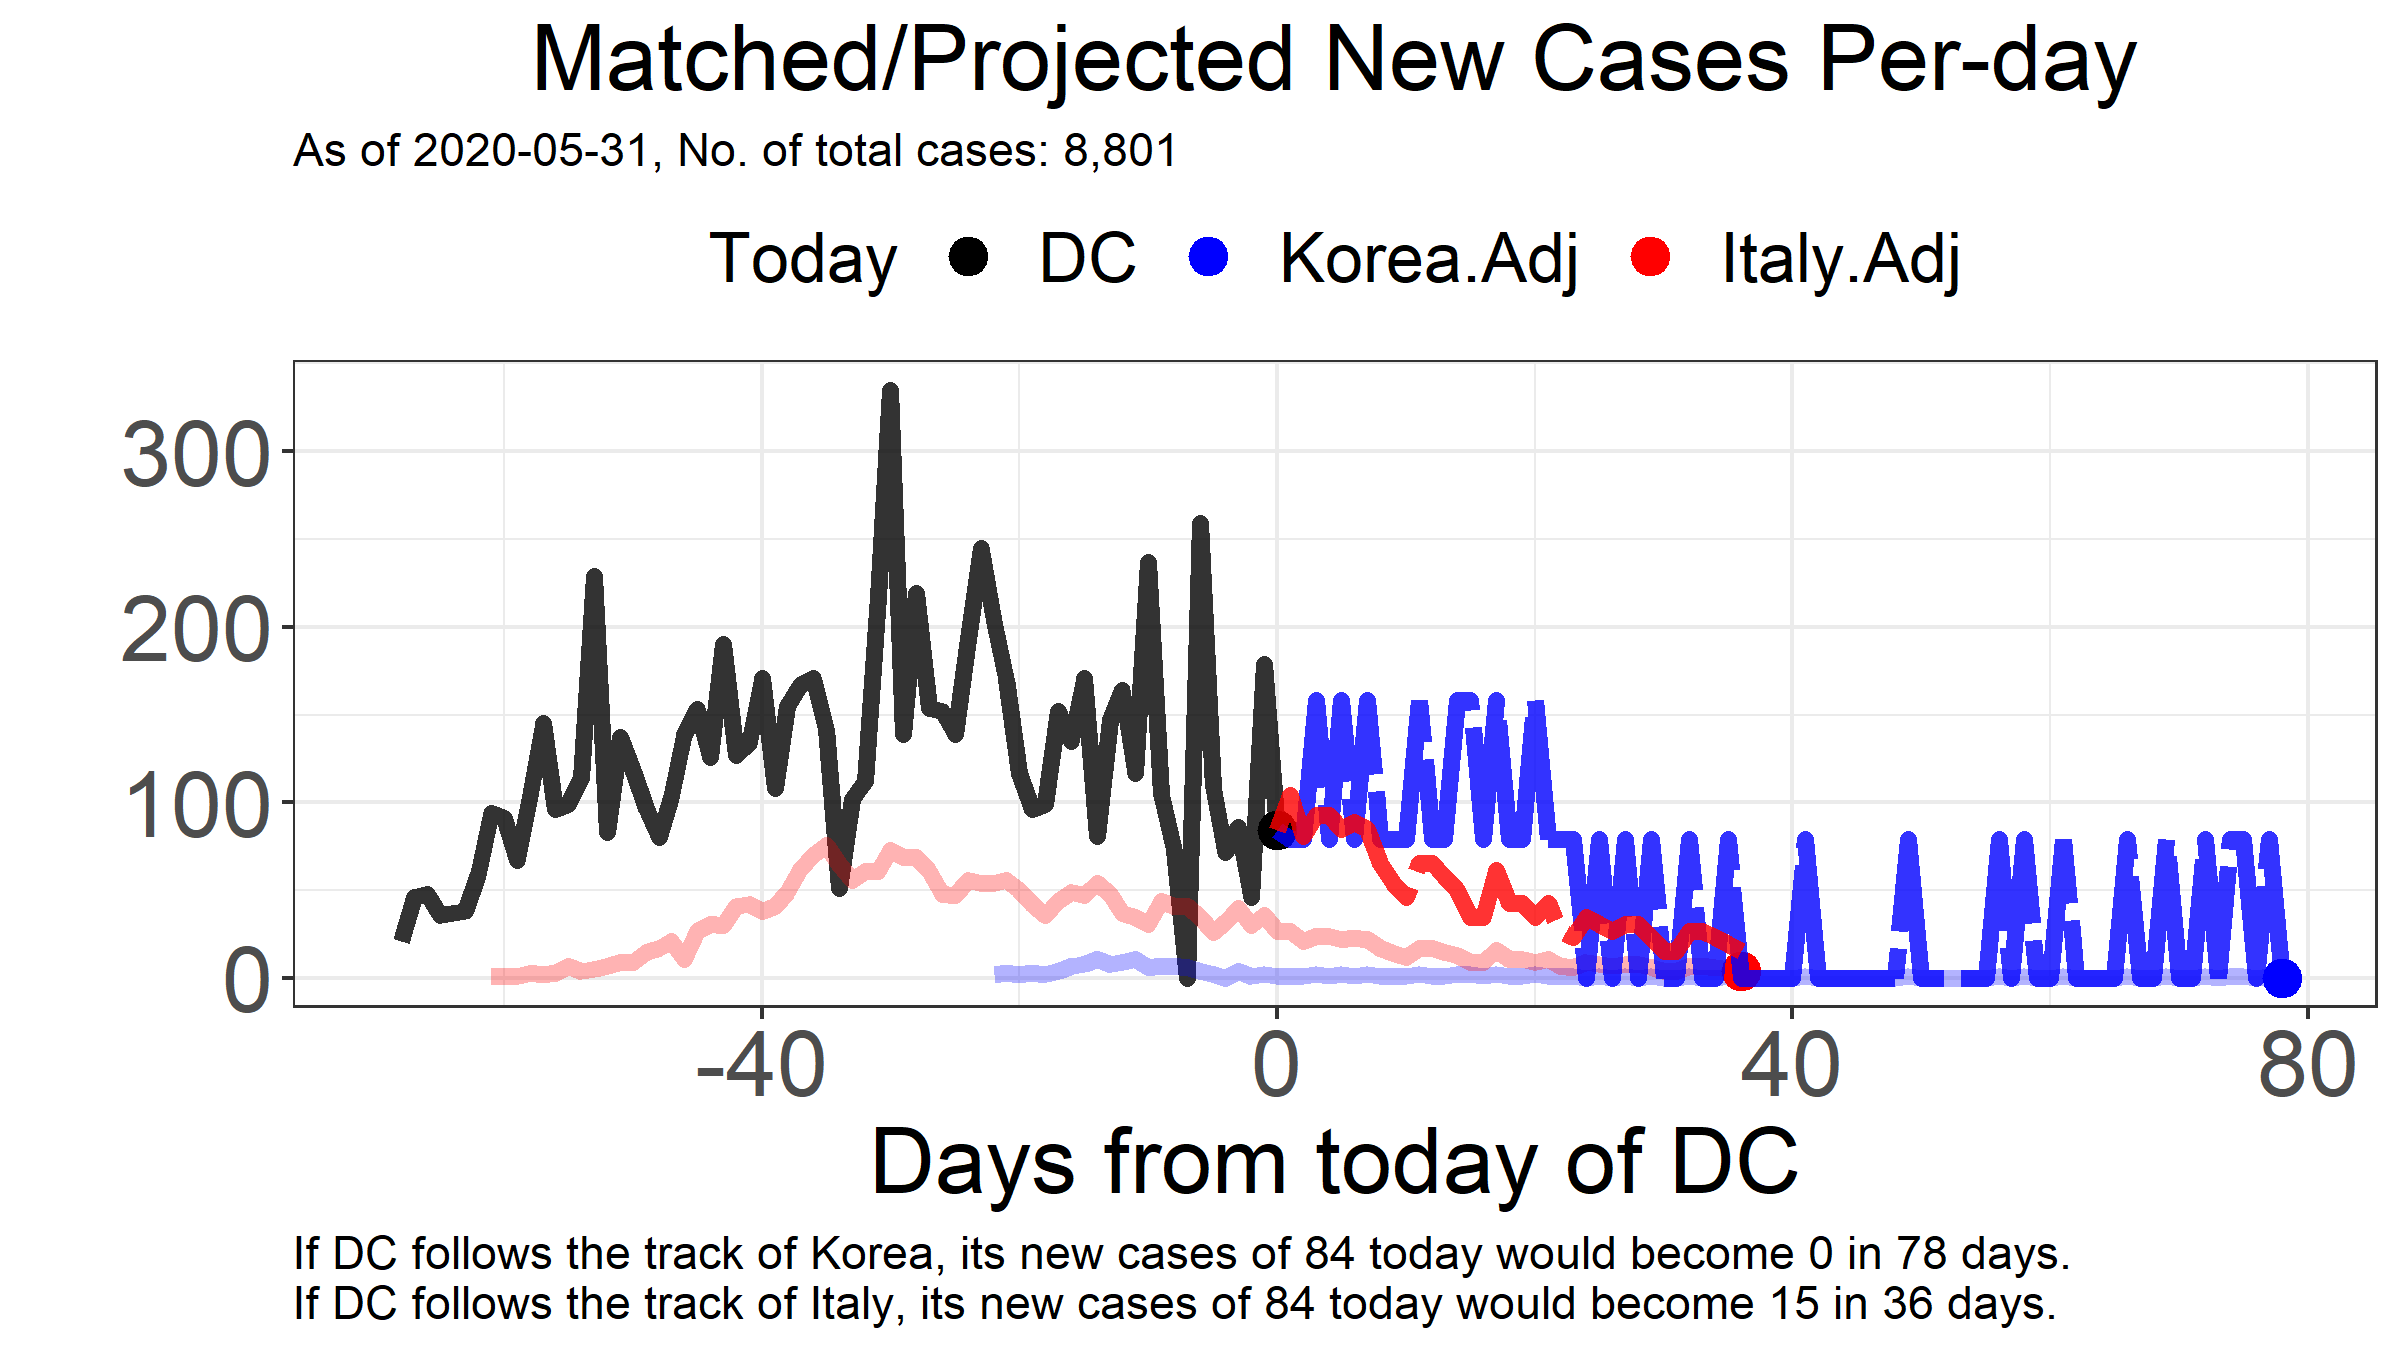 Matched/Projected New Cases Per-day
As of 2020-05-31, No. of total cases: 8,801
Today DC Korea.Adj Italy.Adj
300
200
100
0
-40 0 40 80
Days from today of DC
If DC follows the track of Korea, its new cases of 84 today would become 0 in 78 days.
If DC follows the track of Italy, its new cases of 84 today would become 15 in 36 days.